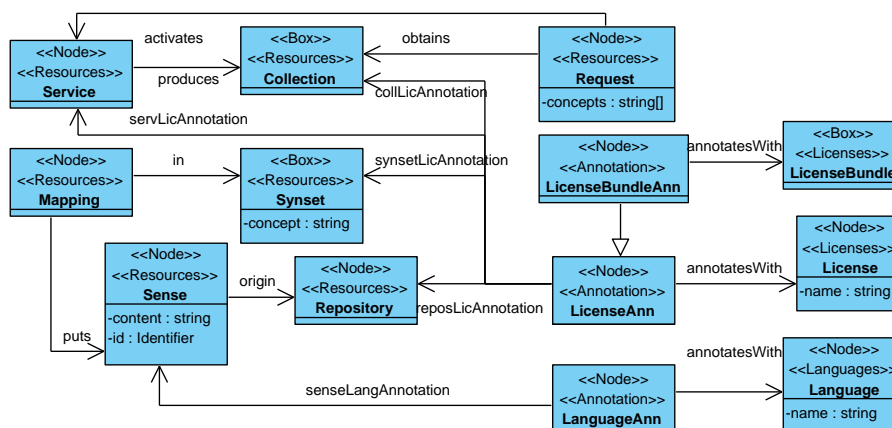 activates
<<Node>>
<<Resources>>
Service
produces
<<Box>>
<<Resources>>
Collection
obtains
<<Node>>
<<Resources>>
Request
-concepts : string[]
collLicAnnotation
servLicAnnotation
<<Node>>
<<Resources>>
Mapping
in
<<Box>>
<<Resources>>
Synset
-concept : string
synsetLicAnnotation
<<Node>>
<<Annotation>>
LicenseBundleAnn
annotatesWith
<<Box>>
<<Licenses>>
LicenseBundle
<<Node>>
<<Resources>>
Sense
-content : string
-id : Identifier
origin
<<Node>>
<<Resources>>
Repository
reposLicAnnotation
<<Node>>
<<Annotation>>
LicenseAnn
annotatesWith
<<Node>>
<<Licenses>>
License
-name : string
puts
senseLangAnnotation
<<Node>>
<<Annotation>>
LanguageAnn
annotatesWith
<<Node>>
<<Languages>>
Language
-name : string